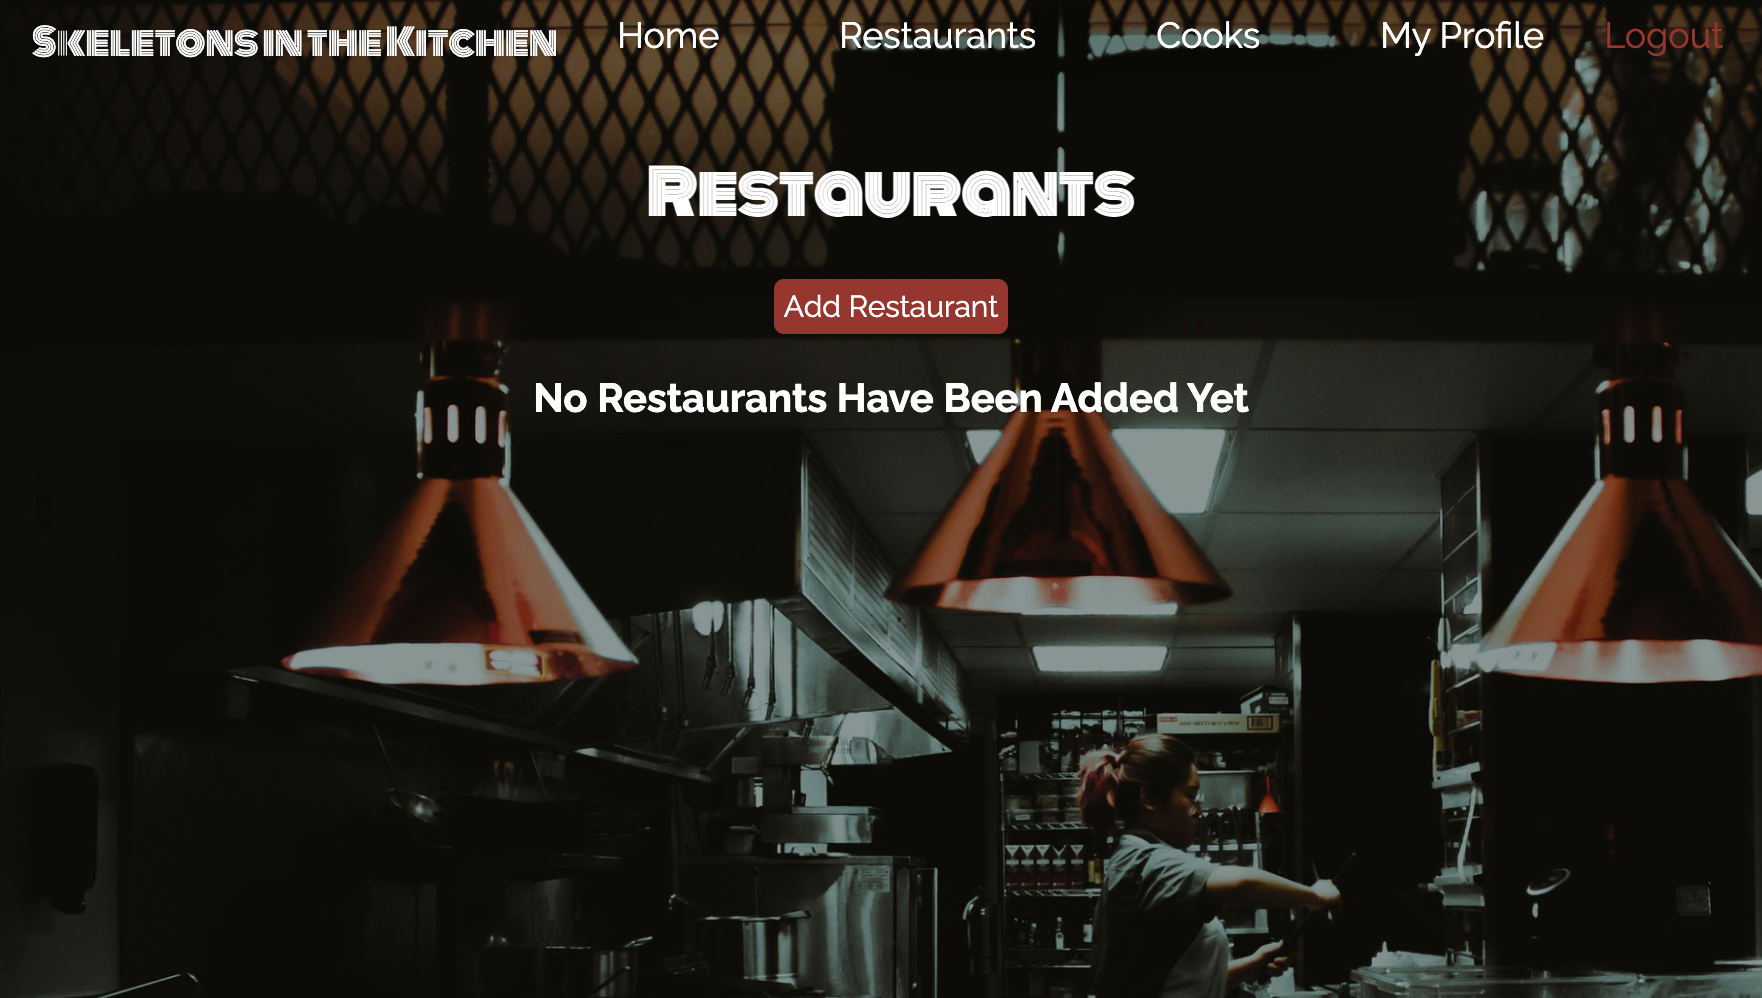 Skeletons in the Kitchen Home Restaurants Cooks My Profile Logout
Restaurants
Add Restaurant
No Restaurants Have Been Added Yet